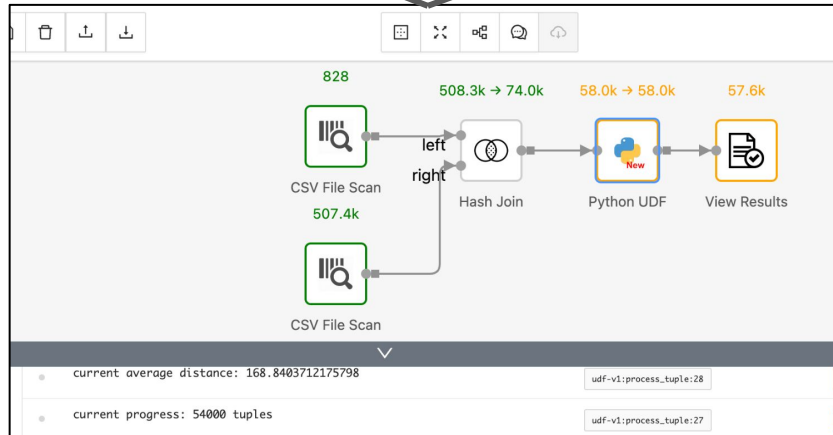 828
508.3k → 74.0k
58.0k → 58.0k
57.6k
left
right
New
CSV File Scan
Hash Join
Python UDF
View Results
507.4k
CSV File Scan
current average distance: 168.8403712175798
udf-v1:process_tuple:28
current progress: 54000 tuples
udf-v1:process_tuple:27